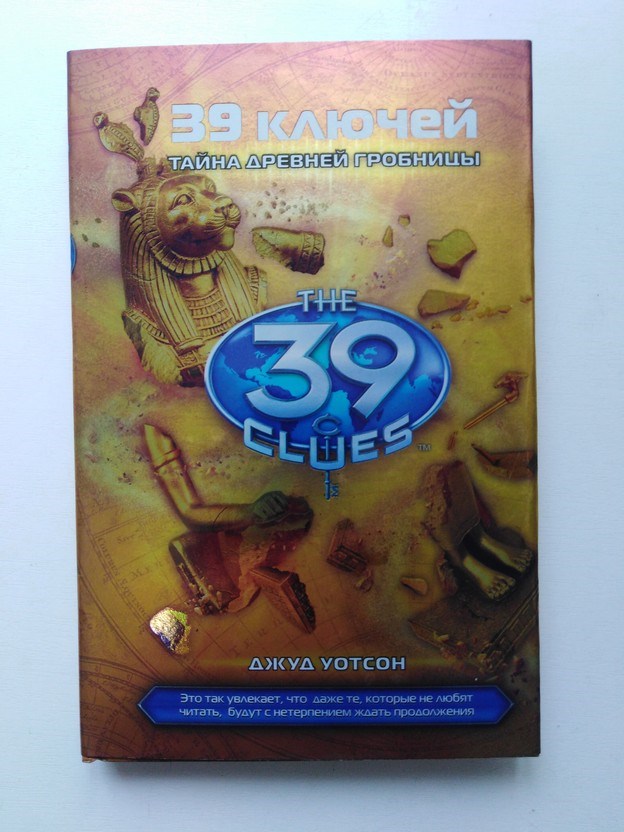 39 ключей
ТАЙНА ДРЕВНЕЙ ГРОБНИЦЫ
THE
39
CLUES™
ДЖУД УОТСОН
Это так увлекает, что даже те, которые не любят
читать, будут с нетерпением ждать продолжения